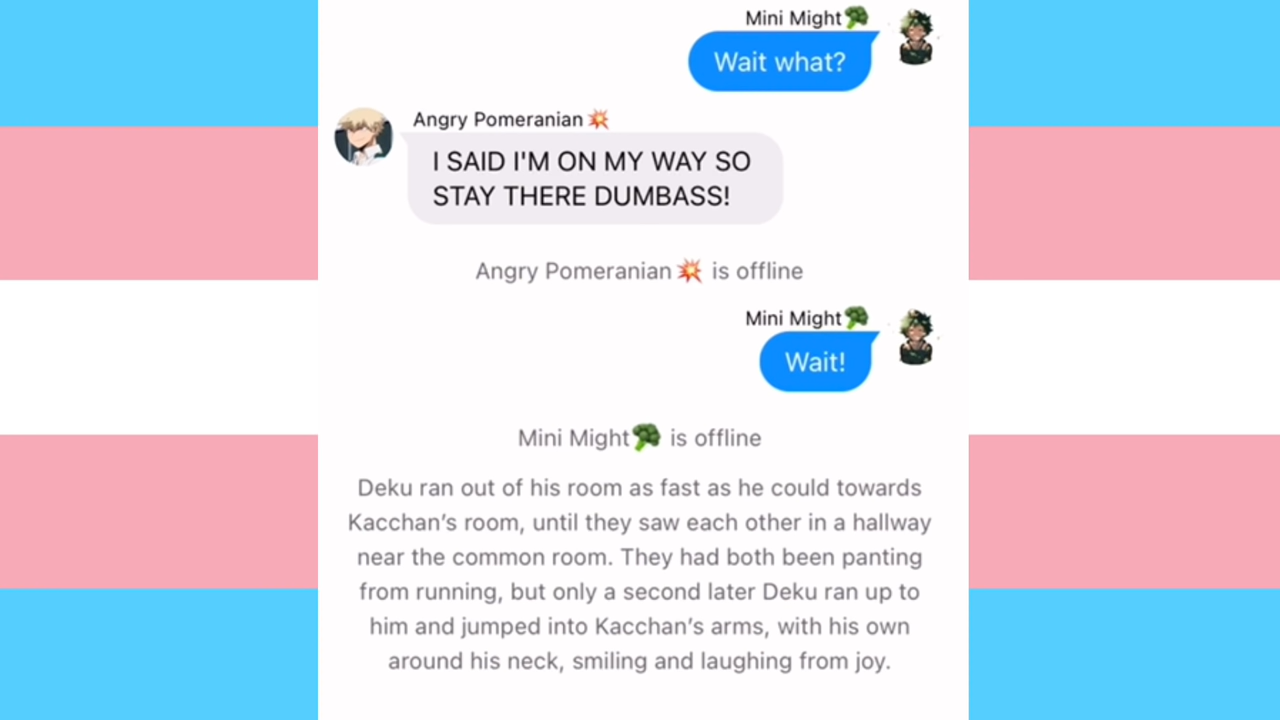 Mini Might🥦
Wait what?
Angry Pomeranian💥
I SAID I'M ON MY WAY SO
STAY THERE DUMBASS!
Angry Pomeranian💥 is offline
Mini Might🥦
Wait!
Mini Might🥦 is offline
Deku ran out of his room as fast as he could towards
Kacchan’s room, until they saw each other in a hallway
near the common room. They had both been panting
from running, but only a second later Deku ran up to
him and jumped into Kacchan’s arms, with his own
around his neck, smiling and laughing from joy.